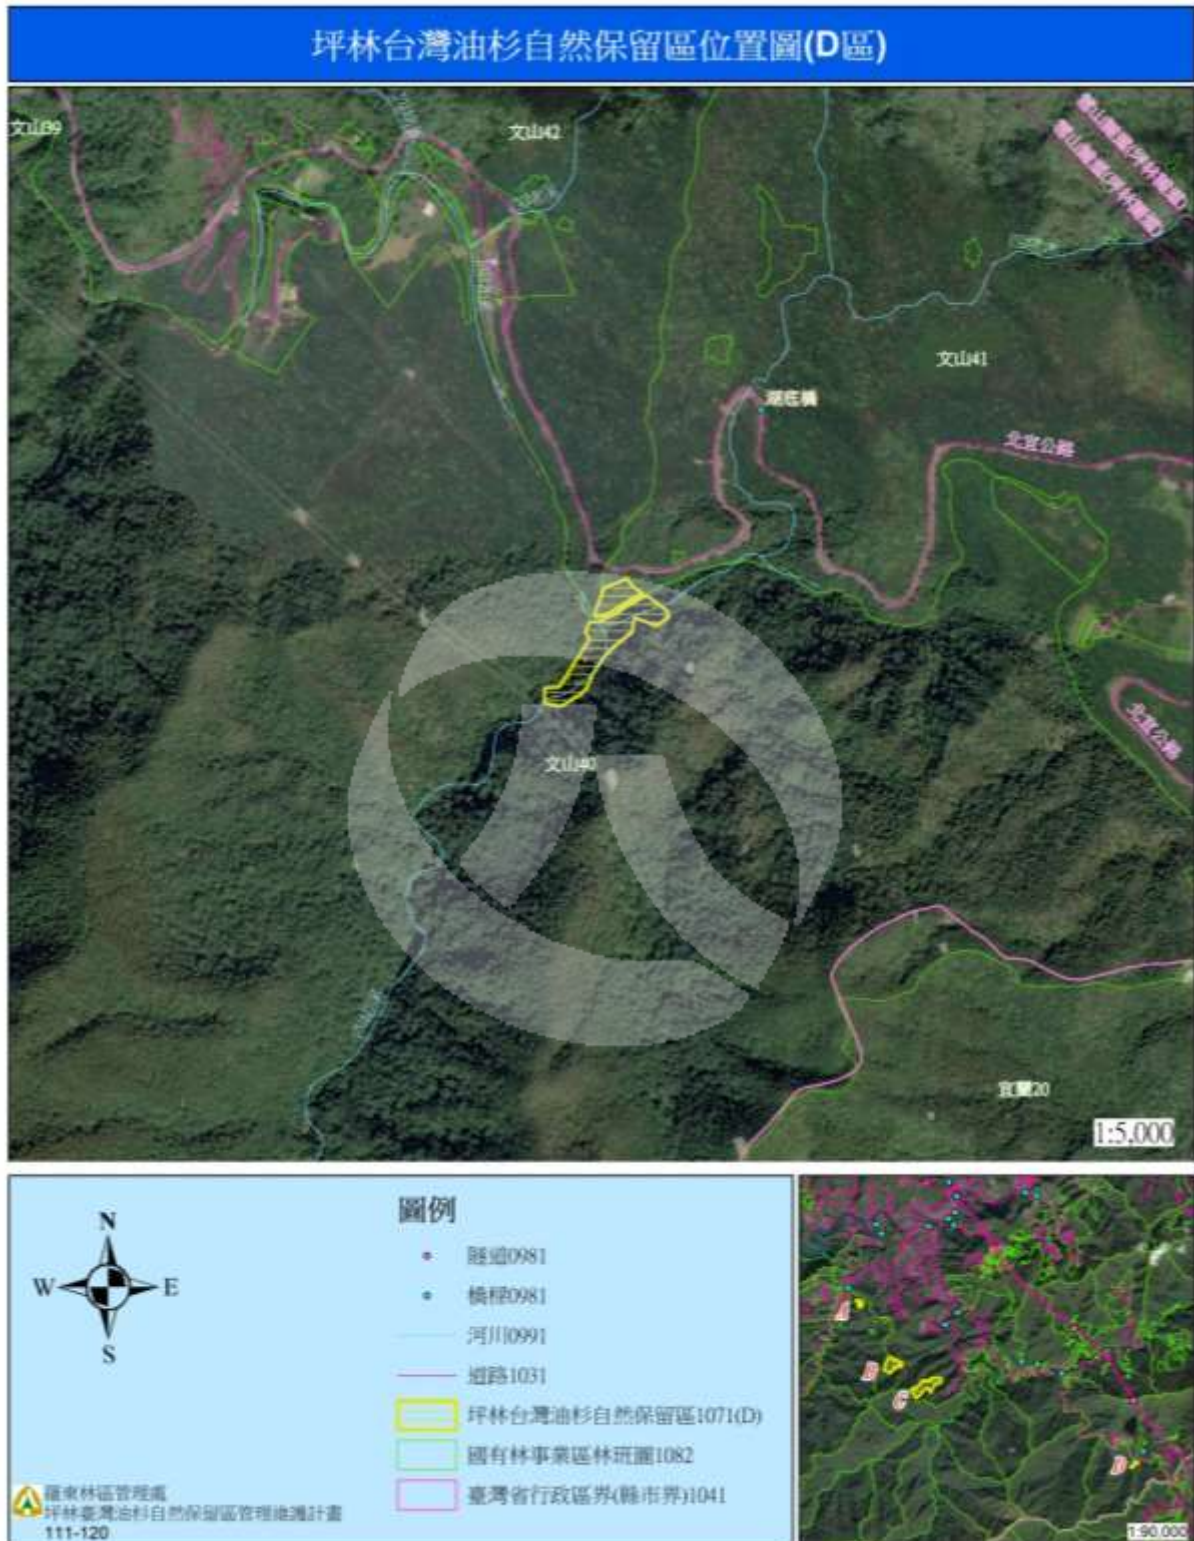 坪林台灣油杉自然保留區位置圖(D區)
文山39
文山42
文山41
湖底橋
北宜公路
北宜公路
文山40
宜蘭20
1:5,000
N
W
E
S
圖例
隧道0981
橋樑0981
河川0991
道路1031
坪林台灣油杉自然保留區1071(D)
國有林事業區林班圖1082
臺灣省行政區界(縣市界)1041
羅東林區管理處
坪林臺灣油杉自然保留區管理維護計畫
111-120
A
B
C
D
1:90,000